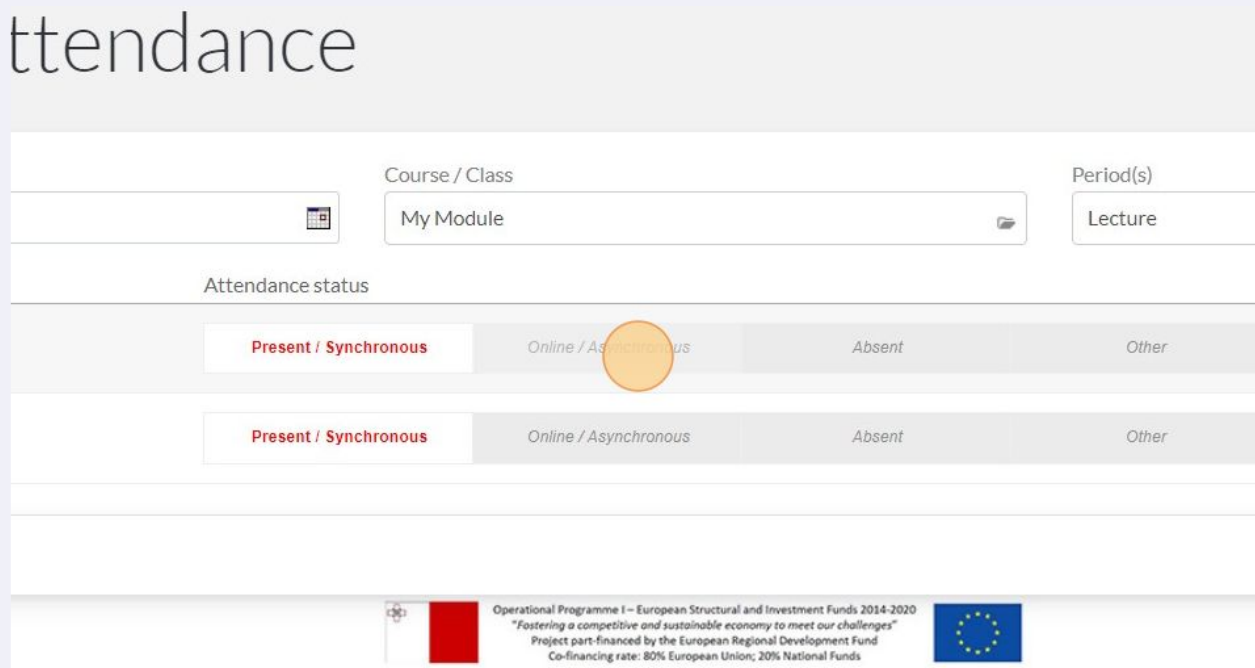 ttendance
Course / Class
Period(s)
My Module
Lecture
Attendance status
Present / Synchronous Online / Asynchronous Absent Other
Present / Synchronous Online / Asynchronous Absent Other
Operational Programme I – European Structural and Investment Funds 2014-2020
"Fostering a competitive and sustainable economy to meet our challenges"
Project part-financed by the European Regional Development Fund
Co-financing rate: 80% European Union; 20% National Funds